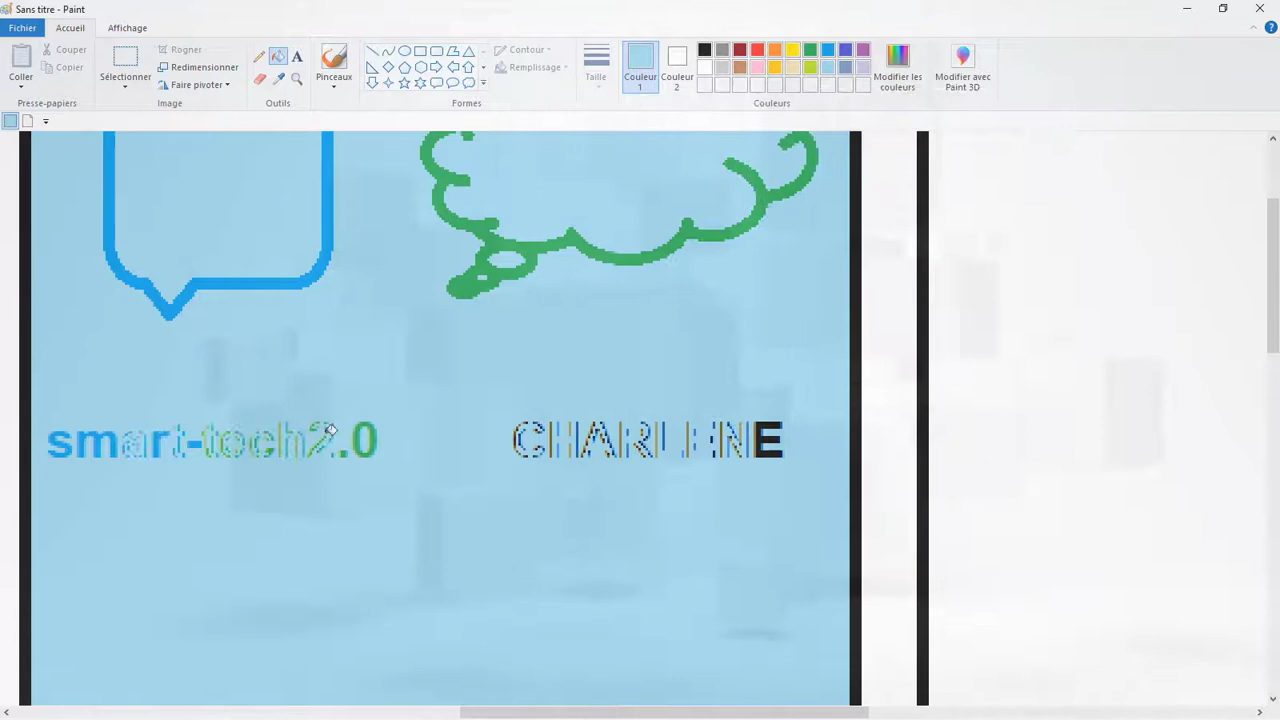 Sans titre - Paint
Fichier
Accueil
Affichage
Coller
Couper
Copier
Presse-papiers
Sélectionner
Rogner
Redimensionner
Faire pivoter
Image
A
Outils
Pinceaux
Contour
Remplissage
Formes
Taille
Couleur
1
Couleur
2
Modifier les
couleurs
Modifier avec
Paint 3D
Couleurs
smart-tech2.0
CHARLENE